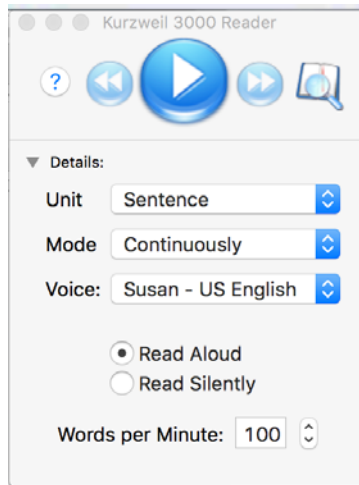 Kurzweil 3000 Reader
?
Details:
Unit Sentence
Mode Continuously
Voice: Susan - US English
Read Aloud
Read Silently
Words per Minute: 100